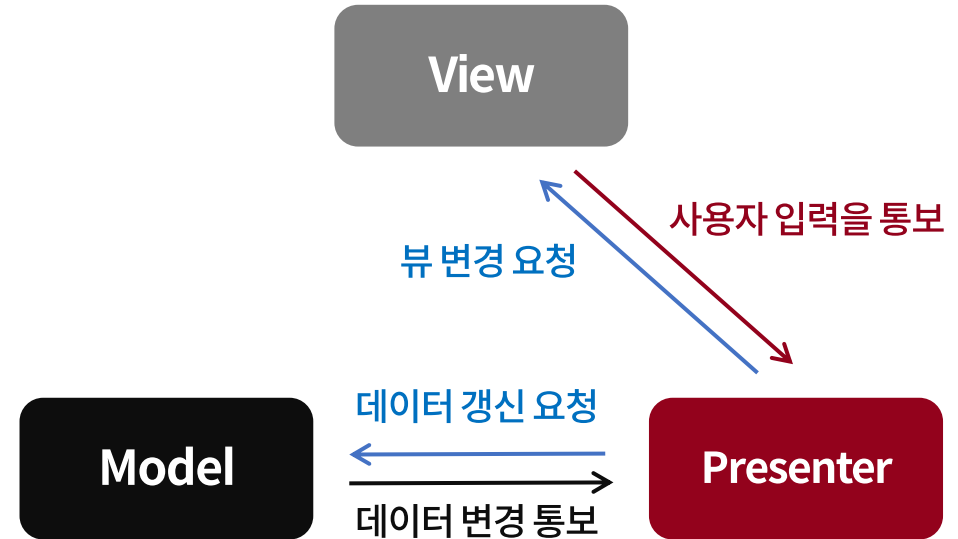 View
사용자 입력을 통보
뷰 변경 요청
데이터 갱신 요청
Model
Presenter
데이터 변경 통보